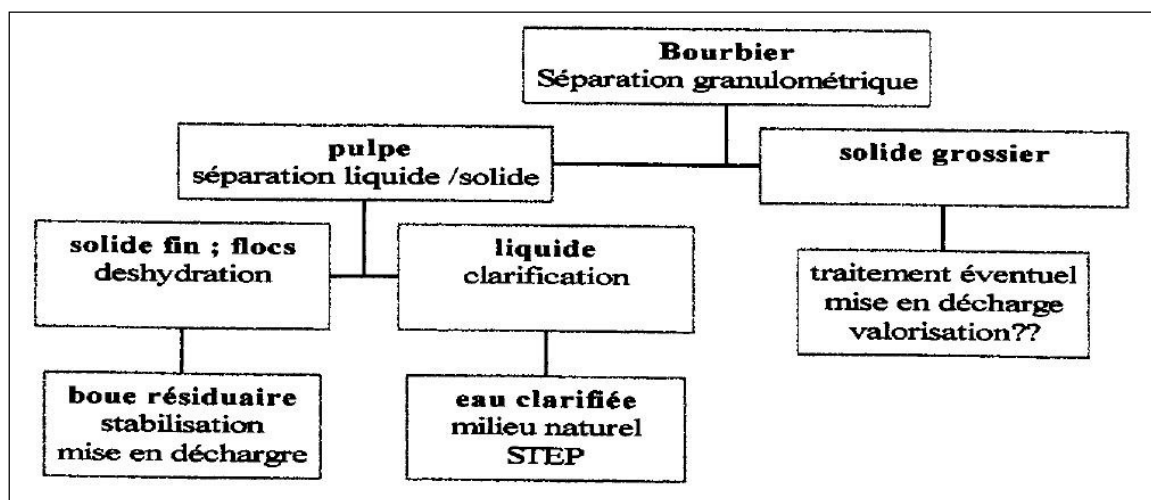 Bourbier
Séparation granulométrique
pulpe
séparation liquide /solide
solide grossier
solide fin ; flocs
deshydration
liquide
clarification
traitement éventuel
mise en décharge
valorisation??
boue résiduaire
stabilisation
mise en déchargre
eau clarifiée
milieu naturel
STEP